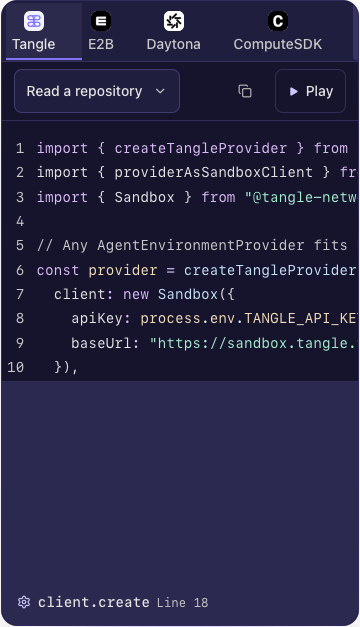 Tangle E2B Daytona ComputeSDK
Read a repository Play
1 import { createTangleProvider } from
2 import { providerAsSandboxClient } fr
3 import { Sandbox } from "@tangle-netw
4
5 // Any AgentEnvironmentProvider fits
6 const provider = createTangleProvider
7 client: new Sandbox({
8 apiKey: process.env.TANGLE_API_KE
9 baseUrl: "https://sandbox.tangle.
10 }),
client.create Line 18